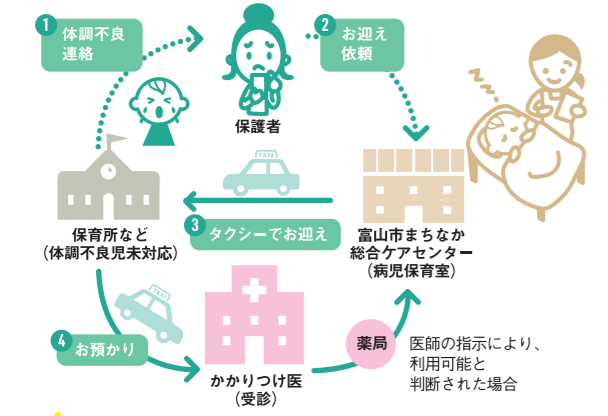 1
体調不良
連絡
2
お迎え
依頼
保護者
TAXI
保育所など
(体調不良児未対応)
3
タクシーでお迎え
富山市まちなか
総合ケアセンター
(病児保育室)
TAXI
4
お預かり
かかりつけ医
(受診)
薬局
医師の指示により、
利用可能と
判断された場合